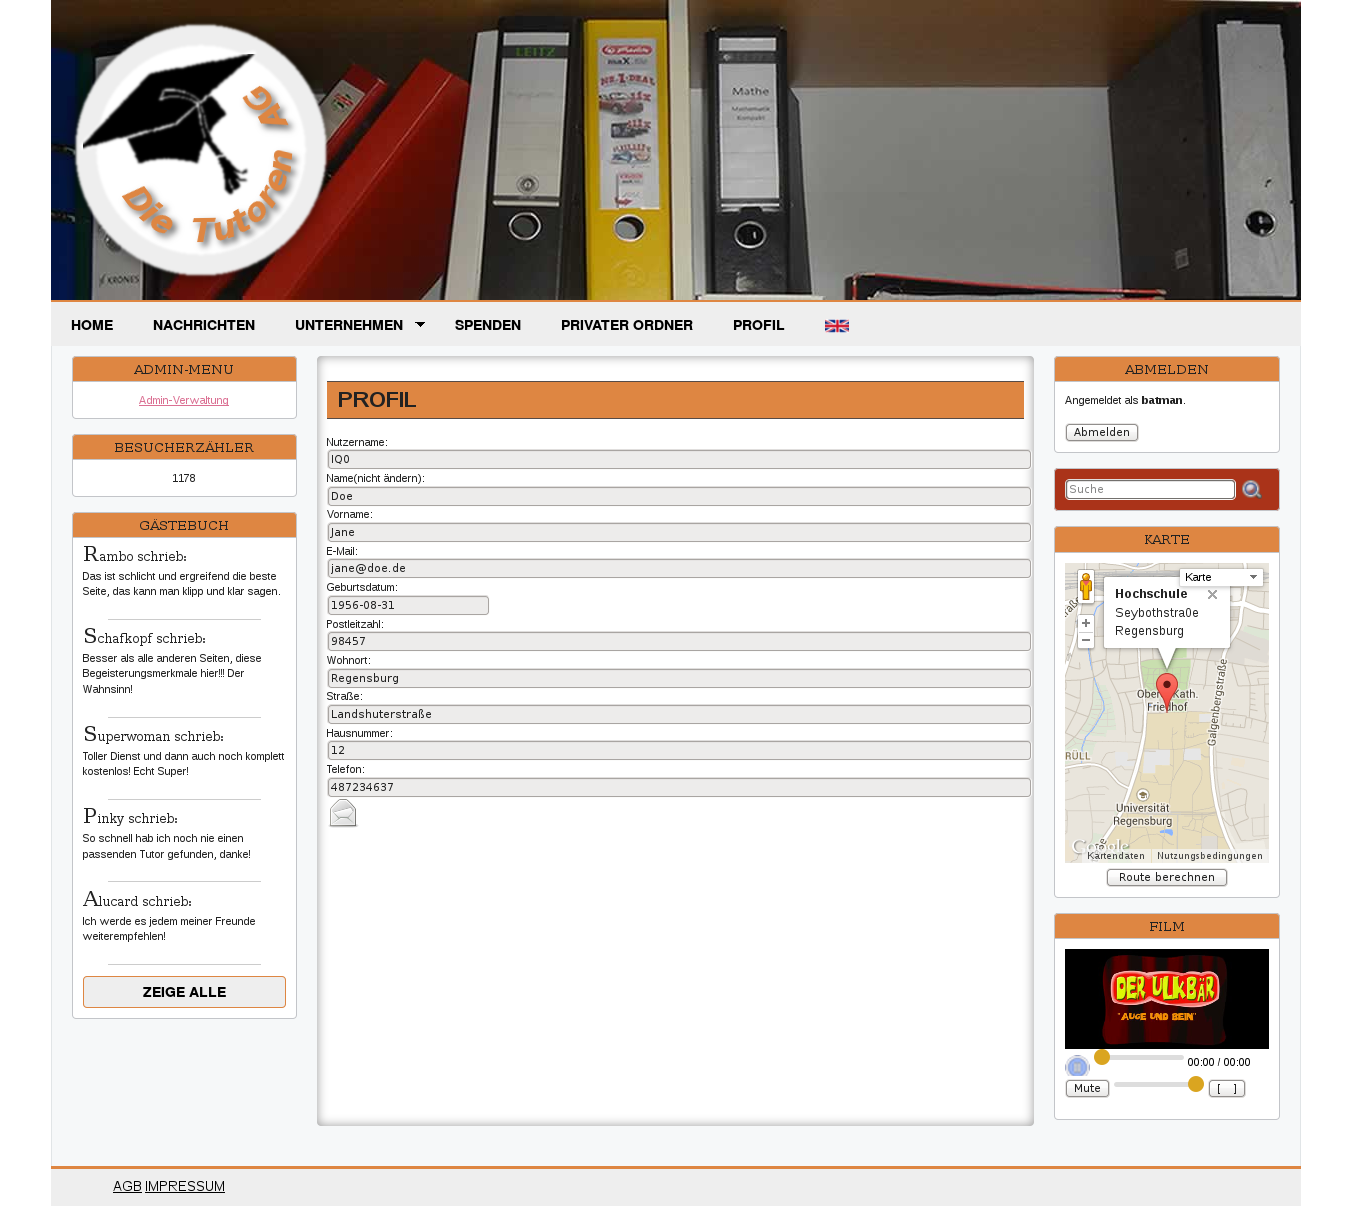 Die Tutoren AG
LEITZ
maX.file
NR.1-DEAL
Mathe
Mathematik
Kompakt
KRONES
HOME
NACHRICHTEN
UNTERNEHMEN
SPENDEN
PRIVATER ORDNER
PROFIL
ADMIN-MENU
Admin-Verwaltung
BESUCHERZÄHLER
1178
GÄSTEBUCH
Rambo schrieb:
Das ist schlicht und ergreifend die beste
Seite, das kann man klipp und klar sagen.
Schafkopf schrieb:
Besser als alle anderen Seiten, diese
Begeisterungsmerkmale hier!!! Der
Wahnsinn!
Superwoman schrieb:
Toller Dienst und dann auch noch komplett
kostenlos! Echt Super!
Pinky schrieb:
So schnell hab ich noch nie einen
passenden Tutor gefunden, danke!
Alucard schrieb:
Ich werde es jedem meiner Freunde
weiterempfehlen!
ZEIGE ALLE
PROFIL
Nutzername:
IQ0
Name(nicht ändern):
Doe
Vorname:
Jane
E-Mail:
jane@doe.de
Geburtsdatum:
1956-08-31
Postleitzahl:
98457
Wohnort:
Regensburg
Straße:
Landshuterstraße
Hausnummer:
12
Telefon:
487234637
ABMELDEN
Angemeldet als batman.
Abmelden
Suche
KARTE
Karte
Hochschule
Seybothstraße
Regensburg
Kath.
Galgenbergstraße
RÜLL
Universität
Regensburg
Google
Kartendaten
Nutzungsbedingungen
Route berechnen
FILM
DER ULKBÄR
"AUGE UND BEIN"
00:00 / 00:00
Mute
[ ]
AGB IMPRESSUM